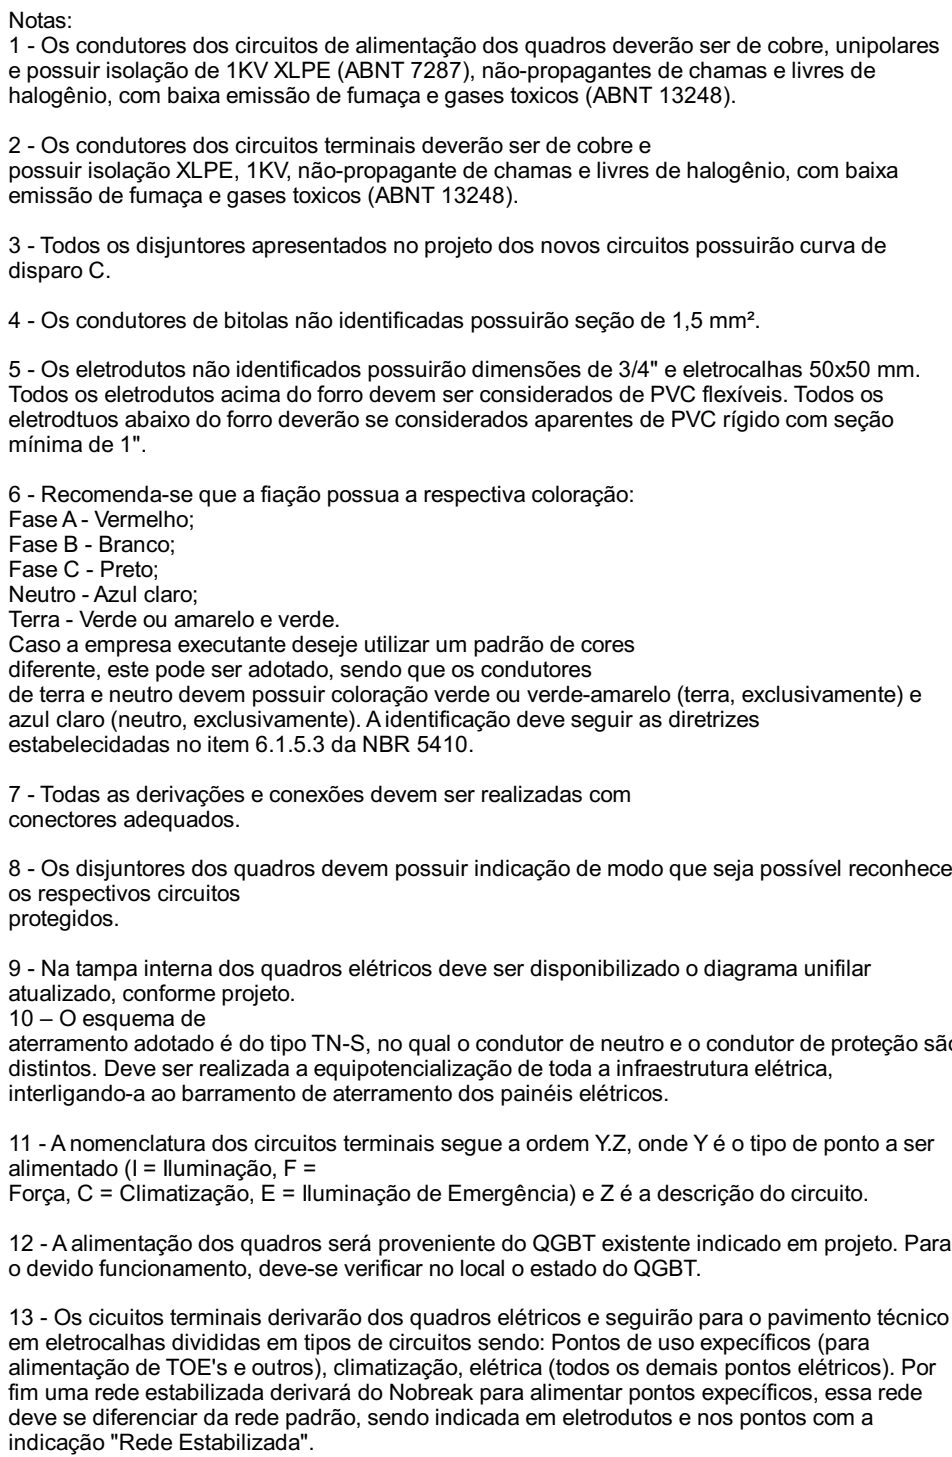 Notas:
1 - Os condutores dos circuitos de alimentação dos quadros deverão ser de cobre, unipolares
e possuir isolação de 1KV XLPE (ABNT 7287), não-propagantes de chamas e livres de
halogênio, com baixa emissão de fumaça e gases toxicos (ABNT 13248).
2 - Os condutores dos circuitos terminais deverão ser de cobre e
possuir isolação XLPE, 1KV, não-propagante de chamas e livres de halogênio, com baixa
emissão de fumaça e gases toxicos (ABNT 13248).
3 - Todos os disjuntores apresentados no projeto dos novos circuitos possuirão curva de
disparo C.
4 - Os condutores de bitolas não identificadas possuirão seção de 1,5 mm².
5 - Os eletrodutos não identificados possuirão dimensões de 3/4" e eletrocalhas 50x50 mm.
Todos os eletrodutos acima do forro devem ser considerados de PVC flexíveis. Todos os
eletrodtuos abaixo do forro deverão se considerados aparentes de PVC rígido com seção
mínima de 1".
6 - Recomenda-se que a fiação possua a respectiva coloração:
Fase A - Vermelho;
Fase B - Branco;
Fase C - Preto;
Neutro - Azul claro;
Terra - Verde ou amarelo e verde.
Caso a empresa executante deseje utilizar um padrão de cores
diferente, este pode ser adotado, sendo que os condutores
de terra e neutro devem possuir coloração verde ou verde-amarelo (terra, exclusivamente) e
azul claro (neutro, exclusivamente). A identificação deve seguir as diretrizes
estabelecidadas no item 6.1.5.3 da NBR 5410.
7 - Todas as derivações e conexões devem ser realizadas com
conectores adequados.
8 - Os disjuntores dos quadros devem possuir indicação de modo que seja possível reconhece
os respectivos circuitos
protegidos.
9 - Na tampa interna dos quadros elétricos deve ser disponibilizado o diagrama unifilar
atualizado, conforme projeto.
10 – O esquema de
aterramento adotado é do tipo TN-S, no qual o condutor de neutro e o condutor de proteção são
distintos. Deve ser realizada a equipotencialização de toda a infraestrutura elétrica,
interligando-a ao barramento de aterramento dos painéis elétricos.
11 - A nomenclatura dos circuitos terminais segue a ordem Y.Z, onde Y é o tipo de ponto a ser
alimentado (I = Iluminação, F =
Força, C = Climatização, E = Iluminação de Emergência) e Z é a descrição do circuito.
12 - A alimentação dos quadros será proveniente do QGBT existente indicado em projeto. Para
o devido funcionamento, deve-se verificar no local o estado do QGBT.
13 - Os cicuitos terminais derivarão dos quadros elétricos e seguirão para o pavimento técnico
em eletrocalhas divididas em tipos de circuitos sendo: Pontos de uso expecíficos (para
alimentação de TOE's e outros), climatização, elétrica (todos os demais pontos elétricos). Por
fim uma rede estabilizada derivará do Nobreak para alimentar pontos expecíficos, essa rede
deve se diferenciar da rede padrão, sendo indicada em eletrodutos e nos pontos com a
indicação "Rede Estabilizada".